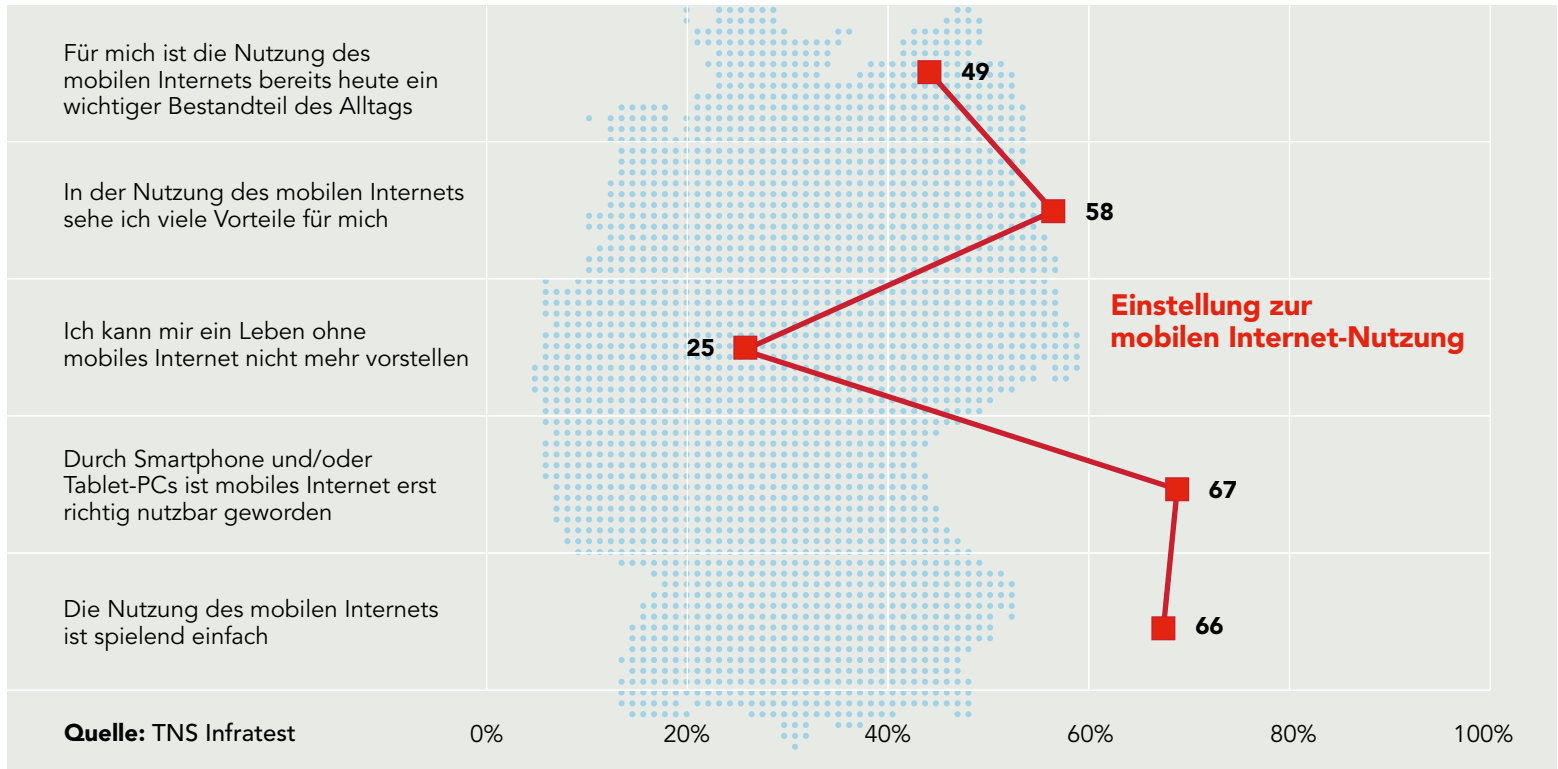 Für mich ist die Nutzung des
mobilen Internets bereits heute ein
wichtiger Bestandteil des Alltags
49
In der Nutzung des mobilen Internets
sehe ich viele Vorteile für mich
58
Einstellung zur
mobilen Internet-Nutzung
Ich kann mir ein Leben ohne
mobiles Internet nicht mehr vorstellen
25
Durch Smartphone und/oder
Tablet-PCs ist mobiles Internet erst
richtig nutzbar geworden
67
Die Nutzung des mobilen Internets
ist spielend einfach
66
Quelle: TNS Infratest
0% 20% 40% 60% 80% 100%